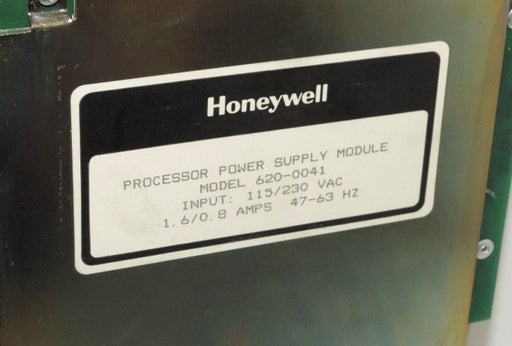 Honeywell
PROCESSOR POWER SUPPLY MODULE
MODEL 620-0041
INPUT: 115/230 VAC
1.6/0.8 AMPS 47-63 HZ